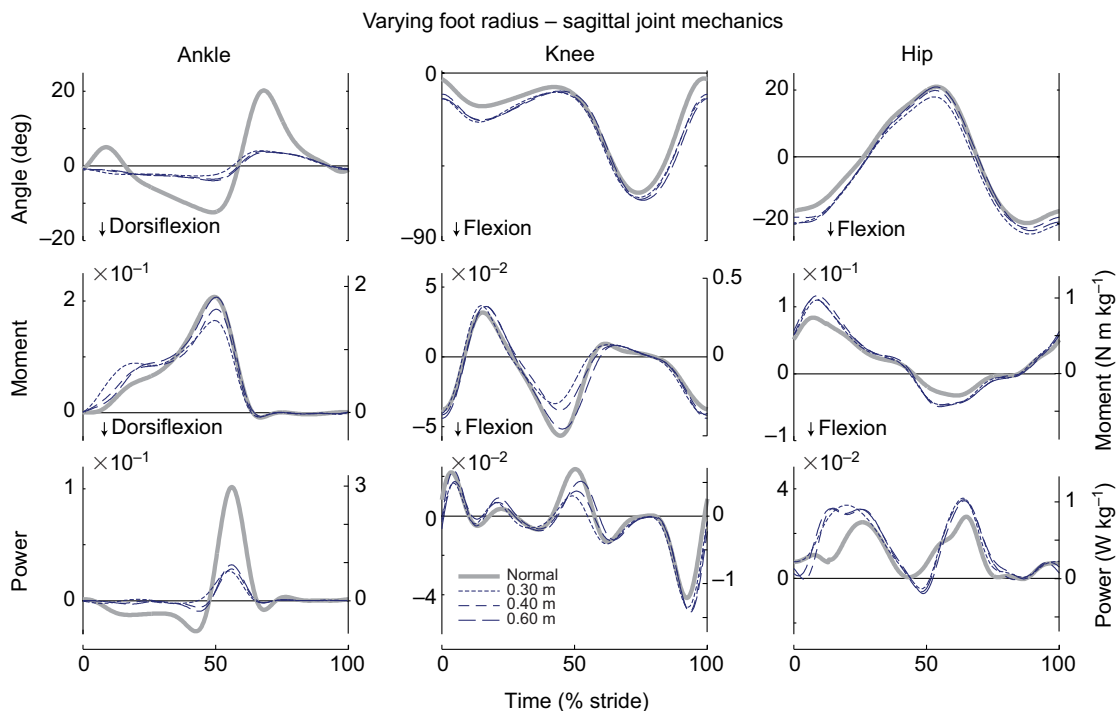 Varying foot radius – sagittal joint mechanics
Ankle Knee Hip
Angle (deg)
20
0
–20
↓Dorsiflexion
0
–90
↓Flexion
20
0
–20
↓Flexion
Moment
×10⁻¹
2
0
2
0
↓Dorsiflexion
×10⁻²
5
0
–5
0.5
0
↓Flexion
×10⁻¹
1
0
–1
1
0
↓Flexion
Moment (N m kg⁻¹)
Power
×10⁻¹
1
0
3
0
×10⁻²
0
–4
0
–1
Normal
0.30 m
0.40 m
0.60 m
×10⁻²
4
2
0
1
0
Power (W kg⁻¹)
0 50 100
0 50 100
0 50 100
Time (% stride)